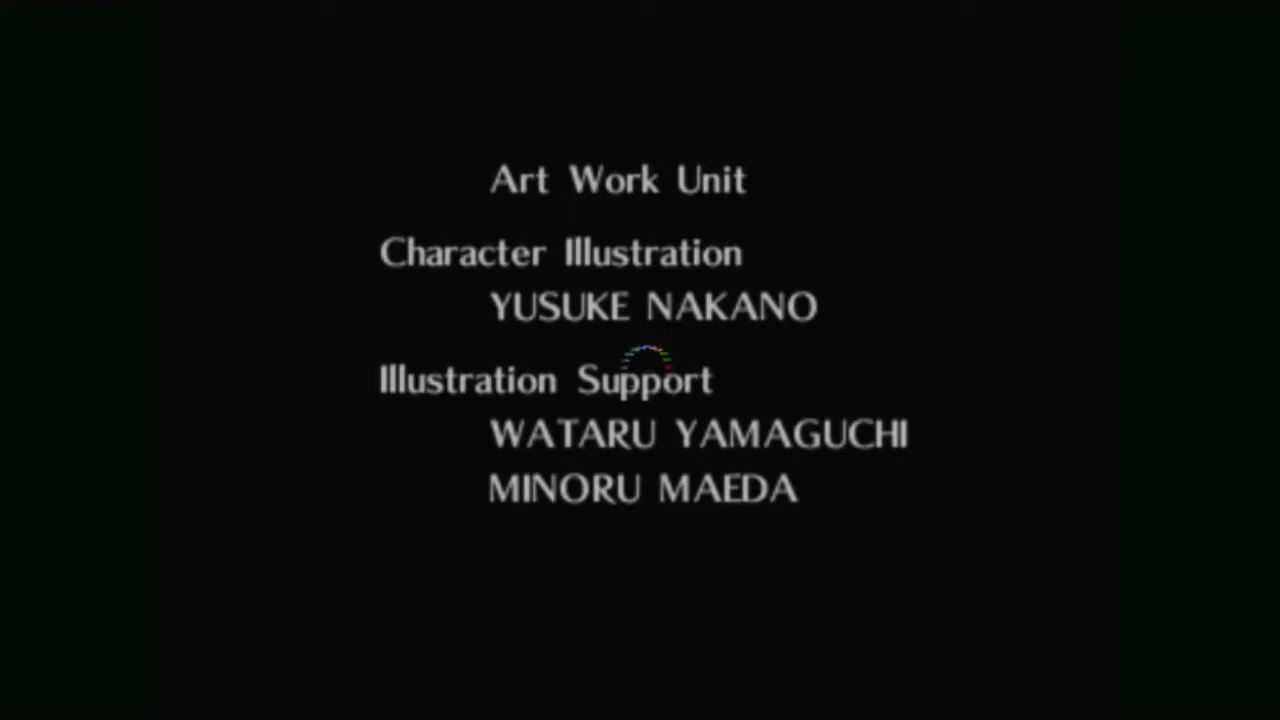 Art Work Unit
Character Illustration
YUSUKE NAKANO
Illustration Support
WATARU YAMAGUCHI
MINORU MAEDA